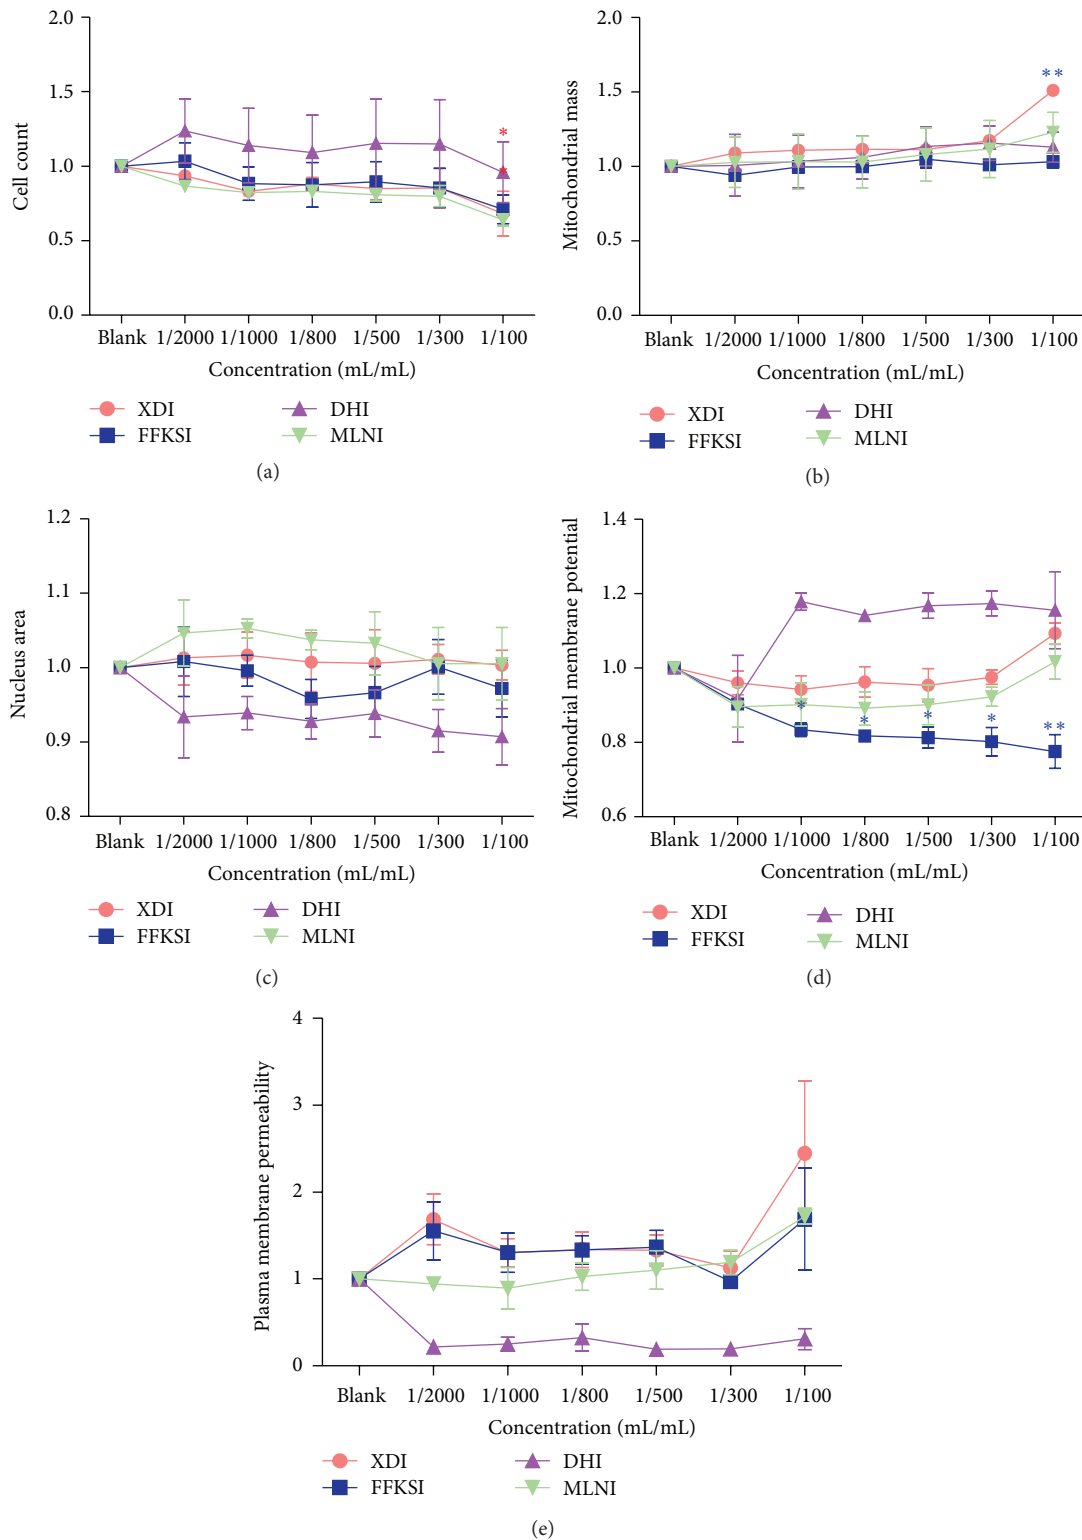 2.0
1.5
1.0
0.5
0.0
Cell count
*
*
Blank 1/2000 1/1000 1/800 1/500 1/300 1/100
Concentration (mL/mL)
XDI DHI
FFKSI MLNI
(a)
2.0
1.5
1.0
0.5
0.0
Mitochondrial mass
**
Blank 1/2000 1/1000 1/800 1/500 1/300 1/100
Concentration (mL/mL)
XDI DHI
FFKSI MLNI
(b)
1.2
1.1
1.0
0.9
0.8
Nucleus area
Blank 1/2000 1/1000 1/800 1/500 1/300 1/100
Concentration (mL/mL)
XDI DHI
FFKSI MLNI
(c)
1.4
1.2
1.0
0.8
0.6
Mitochondrial membrane potential
* * * * **
Blank 1/2000 1/1000 1/800 1/500 1/300 1/100
Concentration (mL/mL)
XDI DHI
FFKSI MLNI
(d)
4
3
2
1
0
Plasma membrane permeability
Blank 1/2000 1/1000 1/800 1/500 1/300 1/100
Concentration (mL/mL)
XDI DHI
FFKSI MLNI
(e)